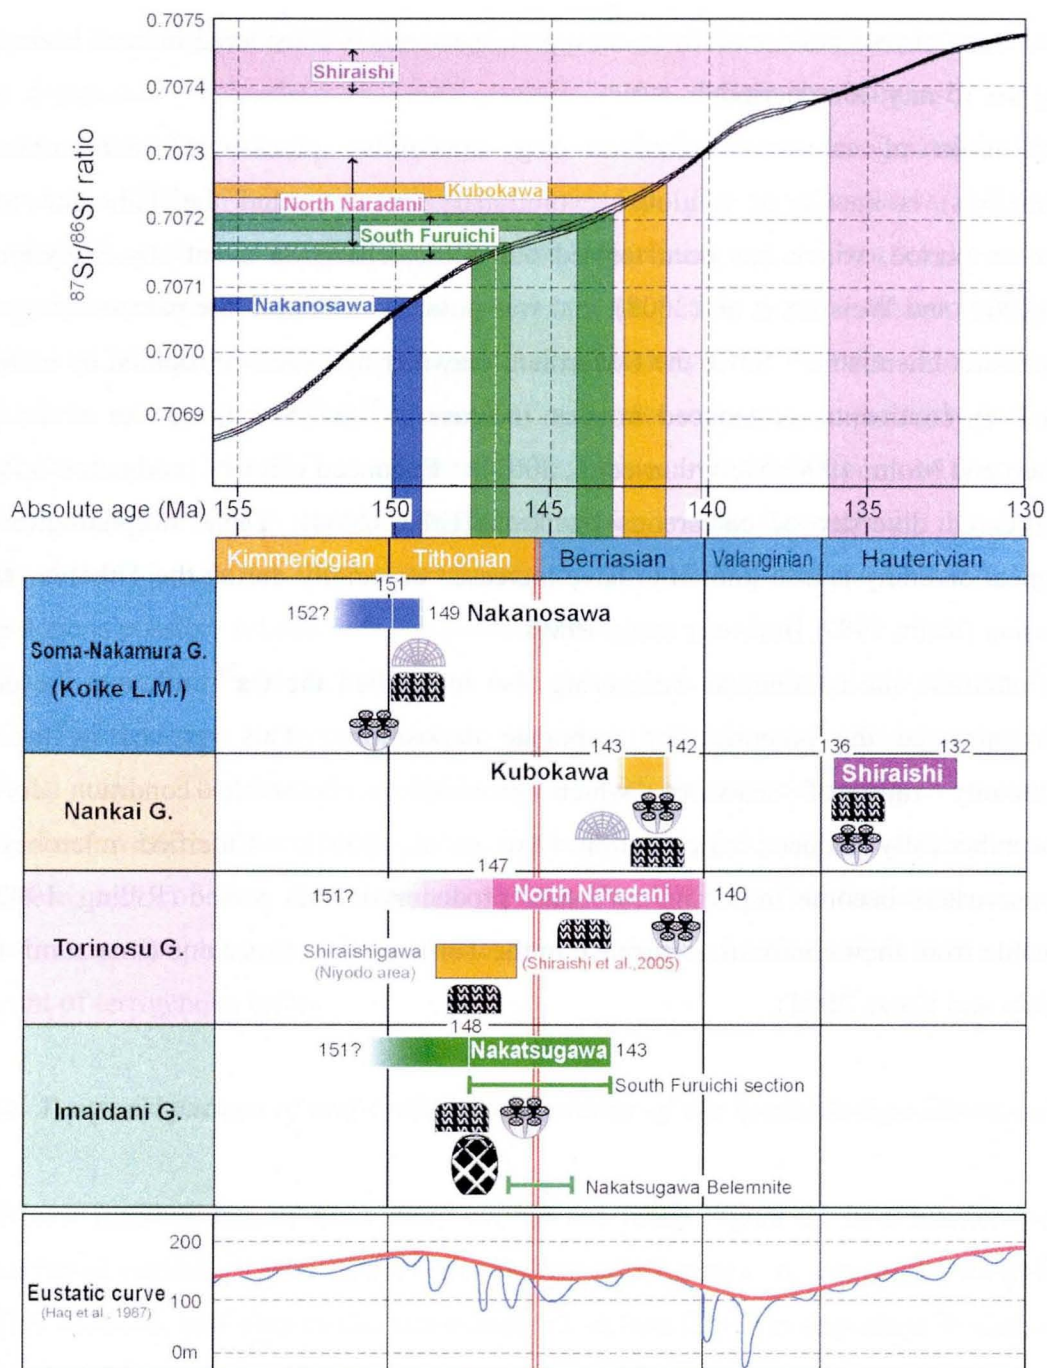 0.7075
0.7074
0.7073
0.7072
0.7071
0.7070
0.7069
87Sr/86Sr ratio
Shiraishi
Kubokawa
North Naradani
South Furuichi
Nakanosawa
Absolute age (Ma) 155 150 145 140 135 130
Kimmeridgian Tithonian Berriasian Valanginian Hauterivian
151
152? 149 Nakanosawa
Soma-Nakamura G.
(Koike L.M.)
143 142 136 132
Kubokawa Shiraishi
Nankai G.
147
151? North Naradani 140
Torinosu G.
Shiraishigawa
(Niyodo area)
(Shiraishi et al.,2005)
148
151? Nakatsugawa 143
South Furuichi section
Imaidani G.
Nakatsugawa Belemnite
200
Eustatic curve
100
(Haq et al., 1987)
0m